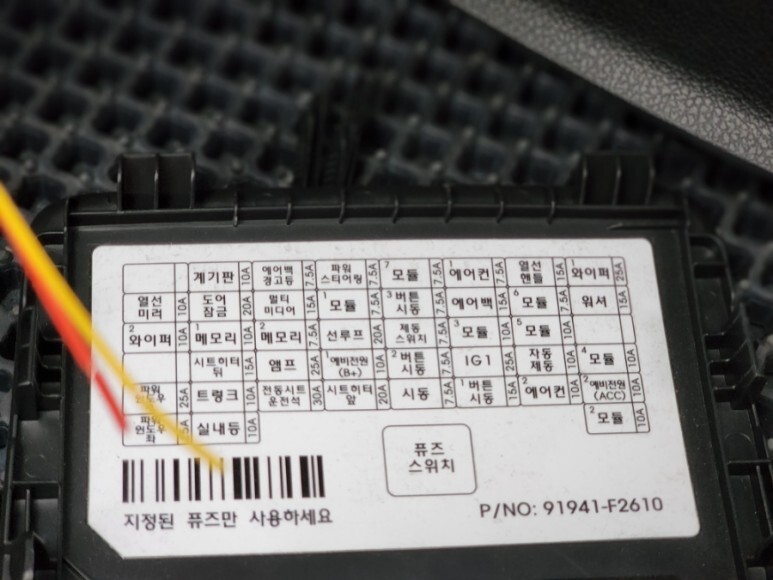 계기판 10A 에어백 경고등 7.5A 파워 스티어링 7.5A 7 모듈 7.5A 1 에어컨 7.5A 열선 핸들 15A 1 와이퍼 25A
열선 미러 10A 도어 잠금 20A 멀티 미디어 15A 1 모듈 7.5A 3 버튼 시동 7.5A 에어백 15A 6 모듈 7.5A 워셔 15A
2 와이퍼 10A 1 메모리 10A 2 메모리 10A 선루프 20A 제동 스위치 7.5A 3 모듈 10A 5 모듈 10A
시트히터 뒤 15A 앰프 25A 1 예비전원 (B+) 2 버튼 시동 7.5A IG1 25A 자동 제동 10A 4 모듈 10A
파워 25A 트렁크 10A 전동시트 운전석 30A 시트히터 앞 20A 시동 7.5A 1 버튼 시동 15A 2 에어컨 10A 2 예비전원 (ACC) 10A
파워 윈도우 좌 실내등 10A 2 모듈 10A
퓨즈
스위치
지정된 퓨즈만 사용하세요
P/NO: 91941-F2610